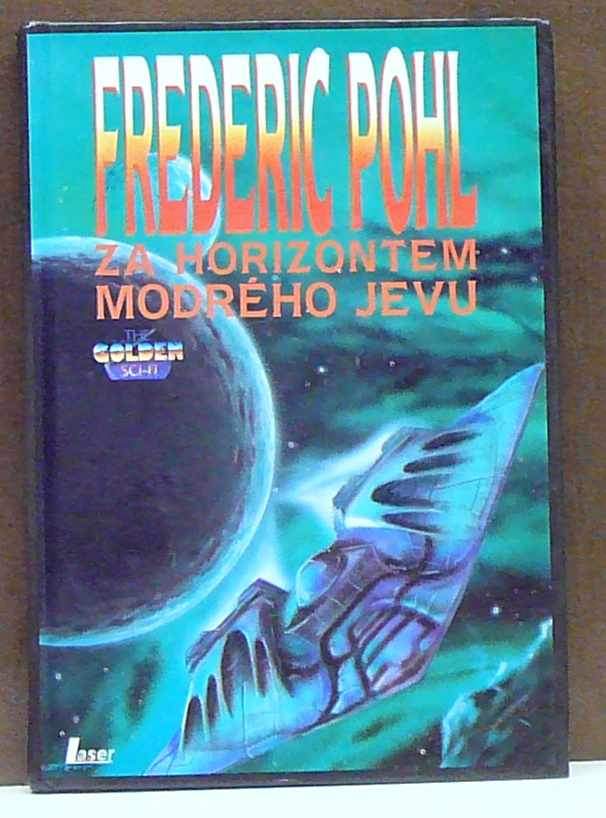 FREDERIC POHL
ZA HORIZONTEM
MODRÉHO JEVU
THE
GOLDEN
SCI-FI
Laser